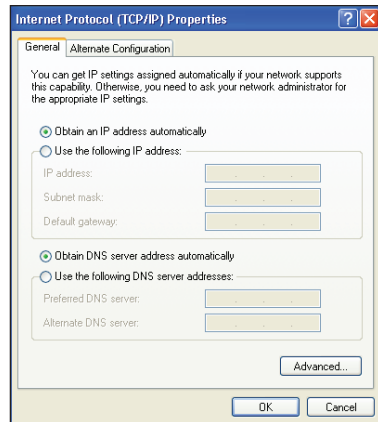 Internet Protocol (TCP/IP) Properties
General
Alternate Configuration
You can get IP settings assigned automatically if your network supports
this capability. Otherwise, you need to ask your network administrator for
the appropriate IP settings.
Obtain an IP address automatically
Use the following IP address:
IP address:
Subnet mask:
Default gateway:
Obtain DNS server address automatically
Use the following DNS server addresses:
Preferred DNS server:
Alternate DNS server:
Advanced...
OK
Cancel